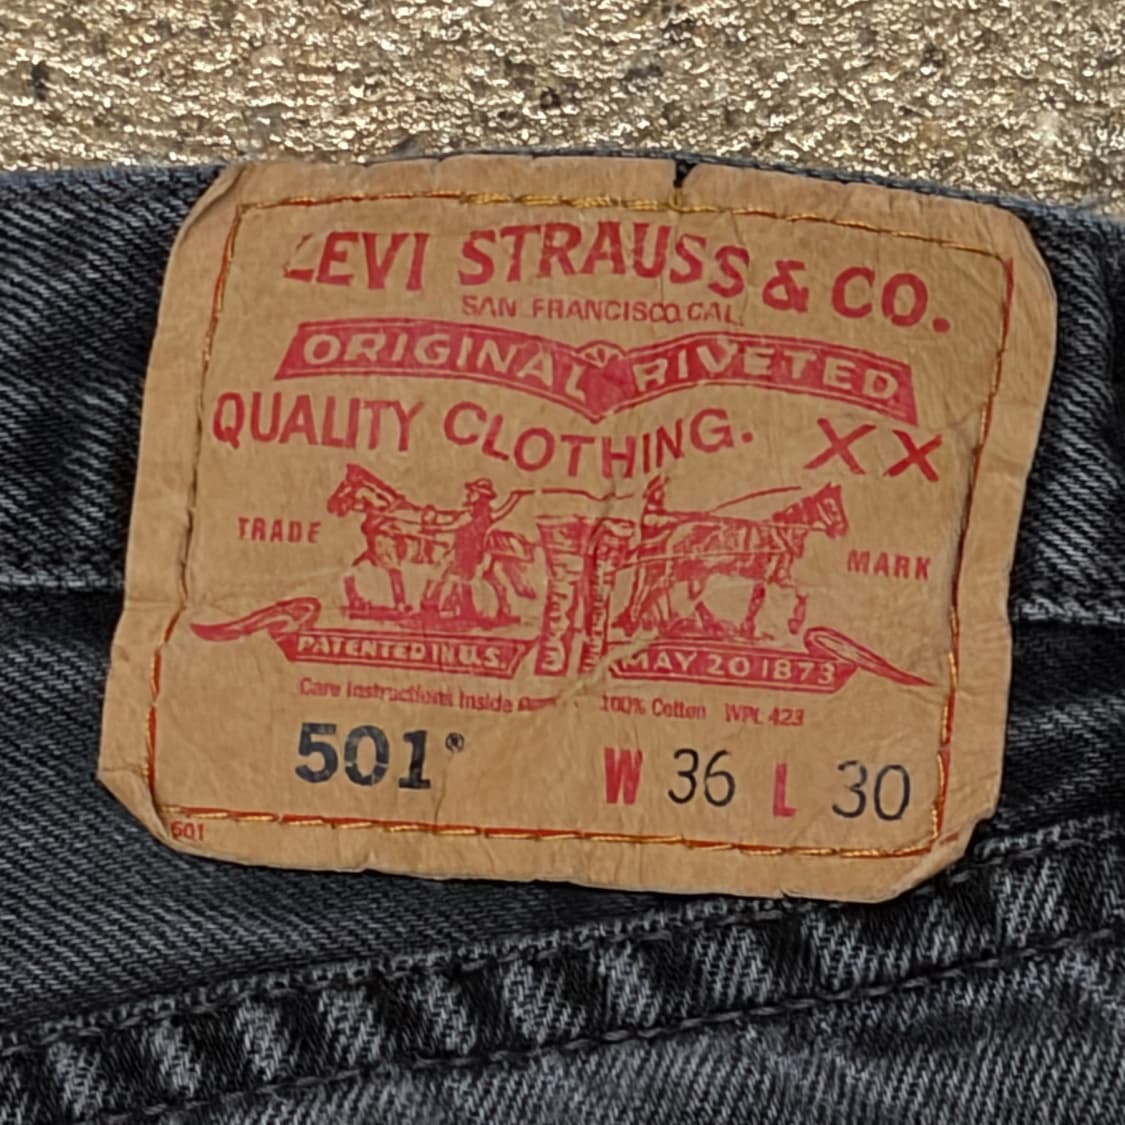 LEVI STRAUSS & CO.
SAN FRANCISCO, CAL.
ORIGINAL RIVETED
QUALITY CLOTHING. XX
TRADE MARK
PATENTED IN U.S. MAY 20 1873
Care Instructions Inside 100% Cotton WPL 423
501® W 36 L 30
501